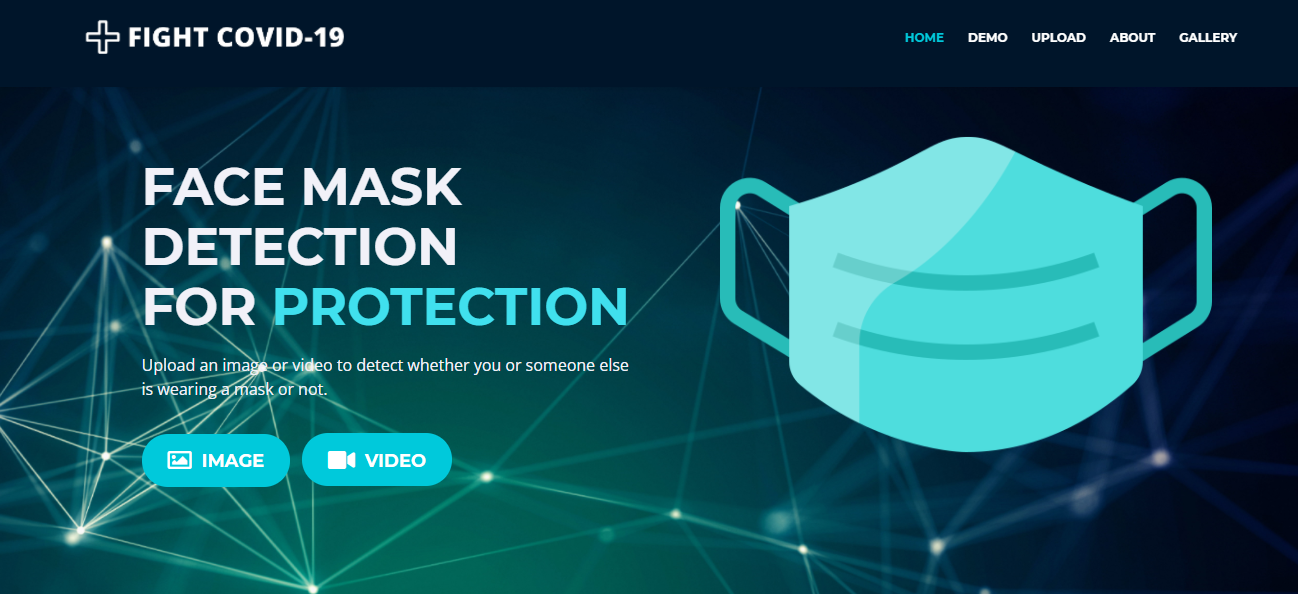 FIGHT COVID-19
HOME DEMO UPLOAD ABOUT GALLERY
FACE MASK
DETECTION
FOR PROTECTION
Upload an image or video to detect whether you or someone else
is wearing a mask or not.
IMAGE VIDEO